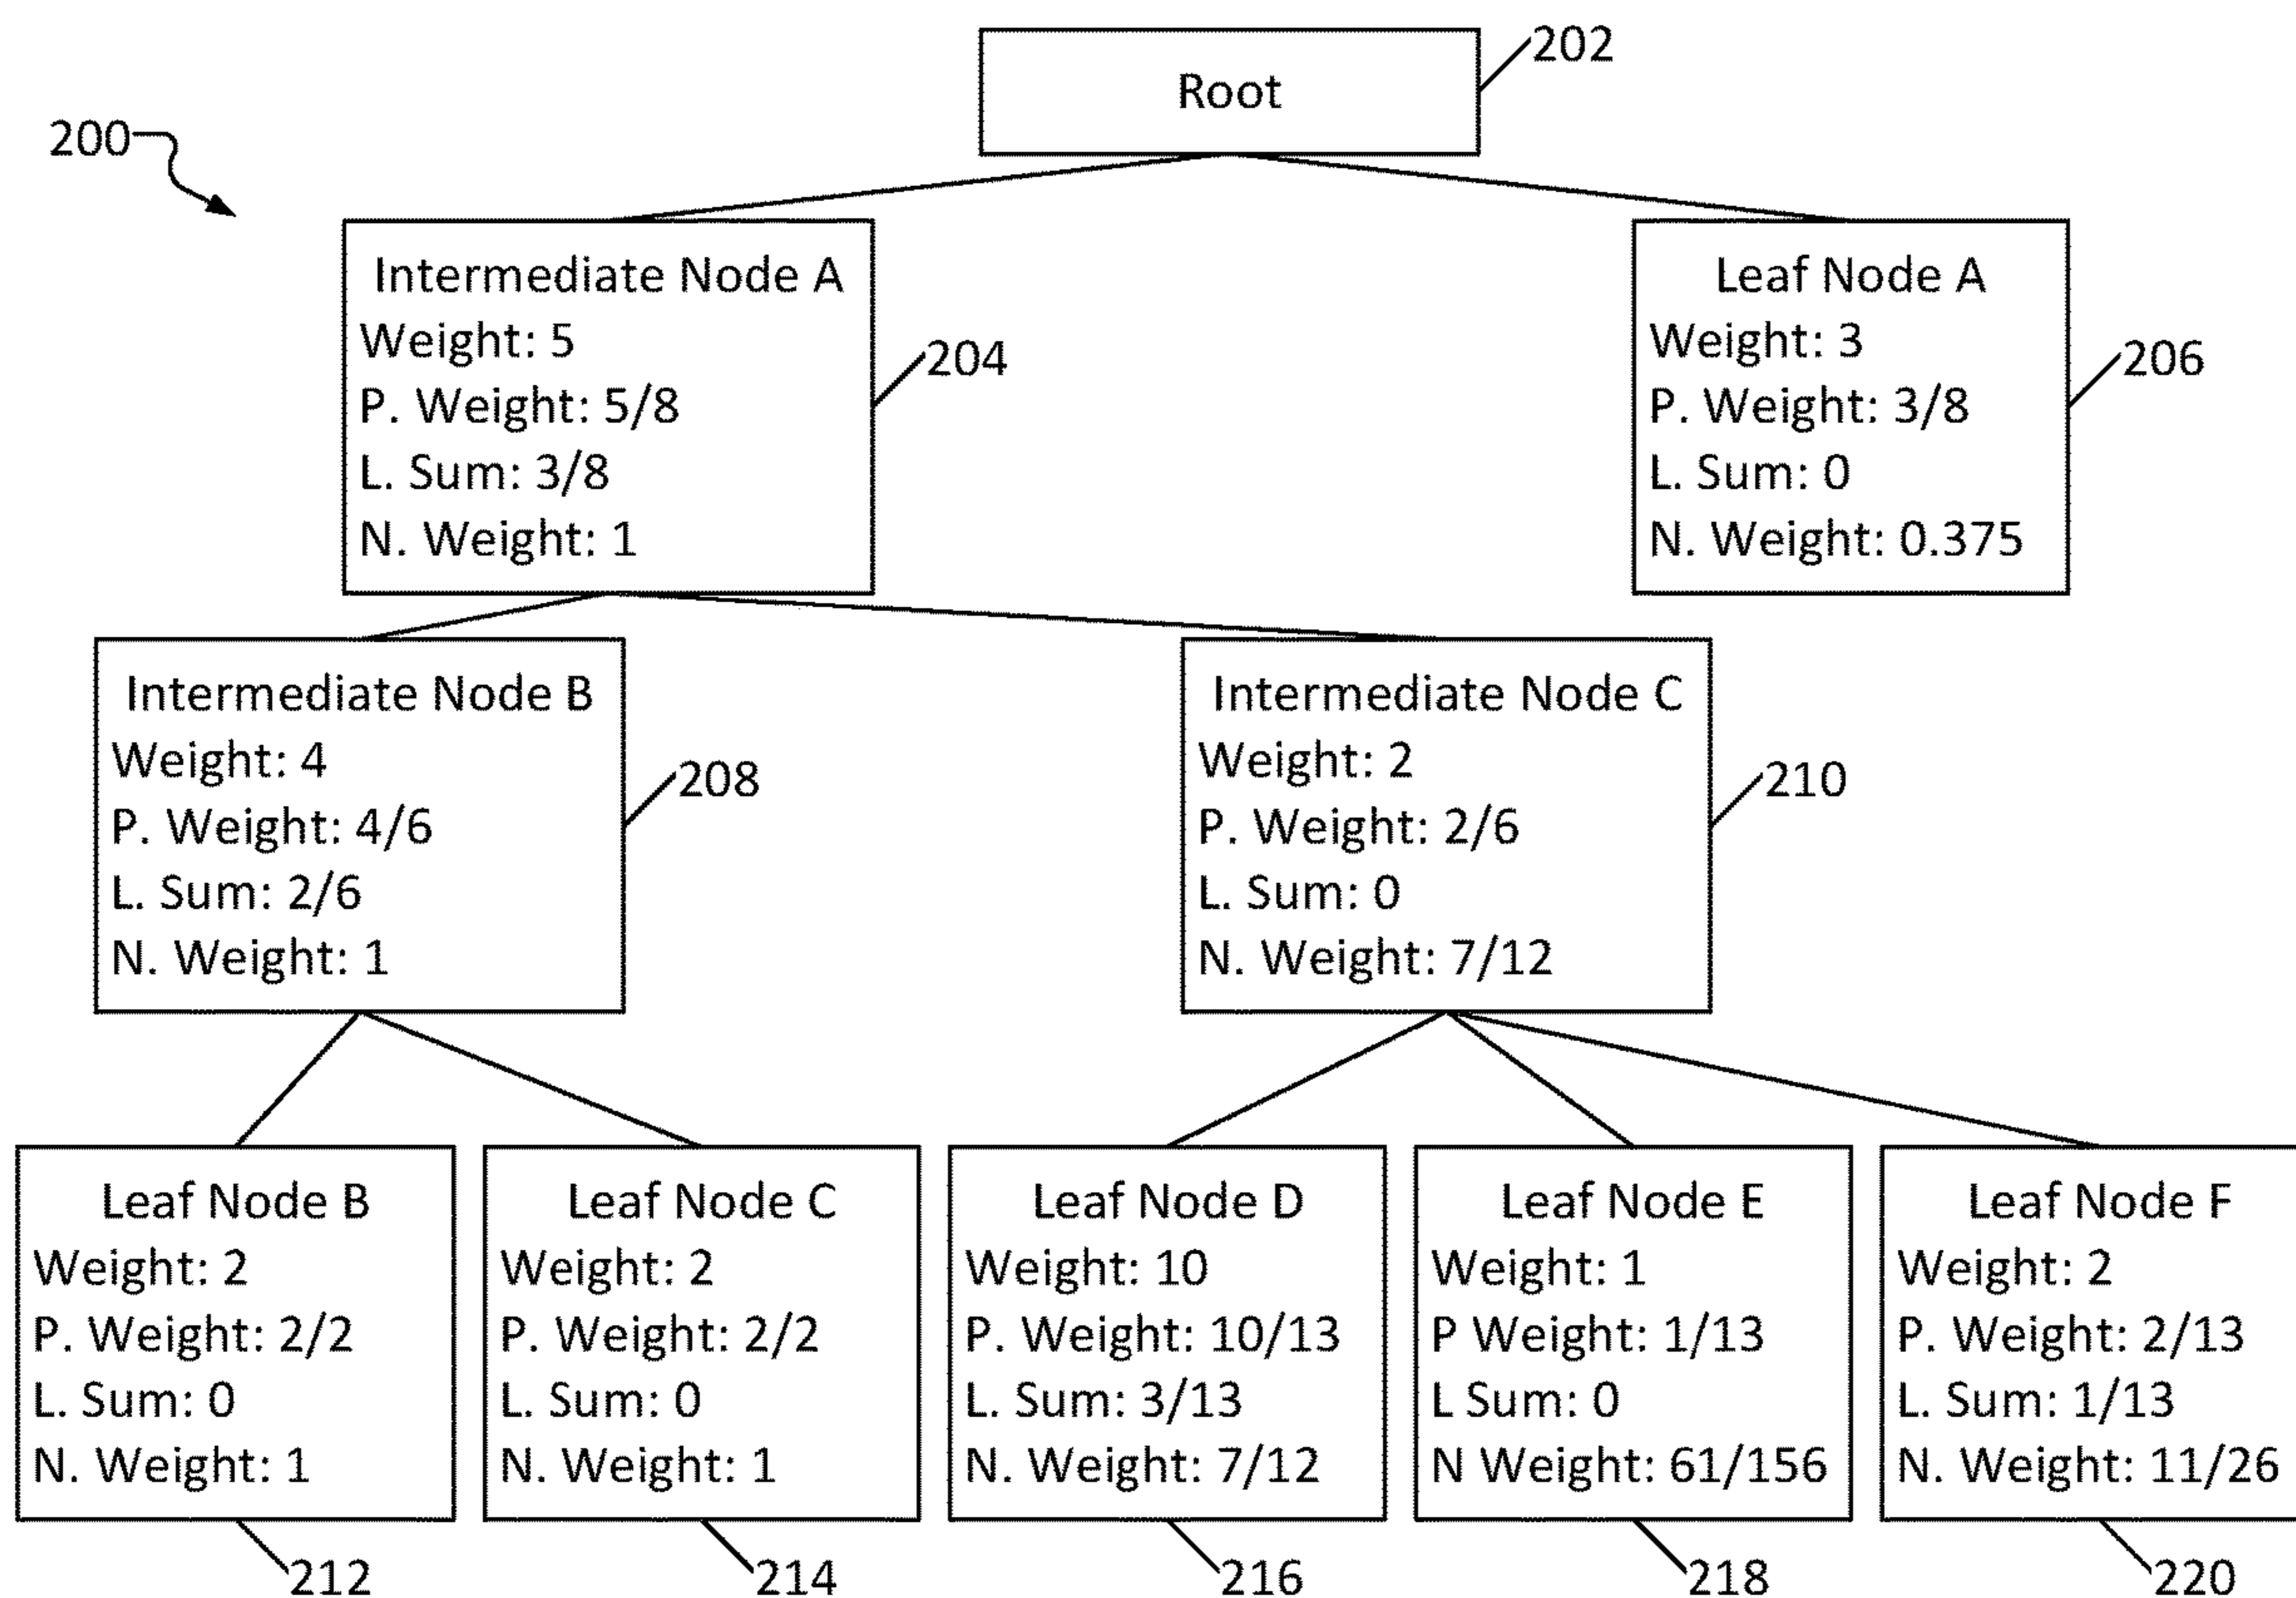 202
Root
200
Intermediate Node A
Weight: 5
P. Weight: 5/8
L. Sum: 3/8
N. Weight: 1
204
Leaf Node A
Weight: 3
P. Weight: 3/8
L. Sum: 0
N. Weight: 0.375
206
Intermediate Node B
Weight: 4
P. Weight: 4/6
L. Sum: 2/6
N. Weight: 1
208
Intermediate Node C
Weight: 2
P. Weight: 2/6
L. Sum: 0
N. Weight: 7/12
210
Leaf Node B
Weight: 2
P. Weight: 2/2
L. Sum: 0
N. Weight: 1
212
Leaf Node C
Weight: 2
P. Weight: 2/2
L. Sum: 0
N. Weight: 1
214
Leaf Node D
Weight: 10
P. Weight: 10/13
L. Sum: 3/13
N. Weight: 7/12
216
Leaf Node E
Weight: 1
P Weight: 1/13
L Sum: 0
N Weight: 61/156
218
Leaf Node F
Weight: 2
P. Weight: 2/13
L. Sum: 1/13
N. Weight: 11/26
220